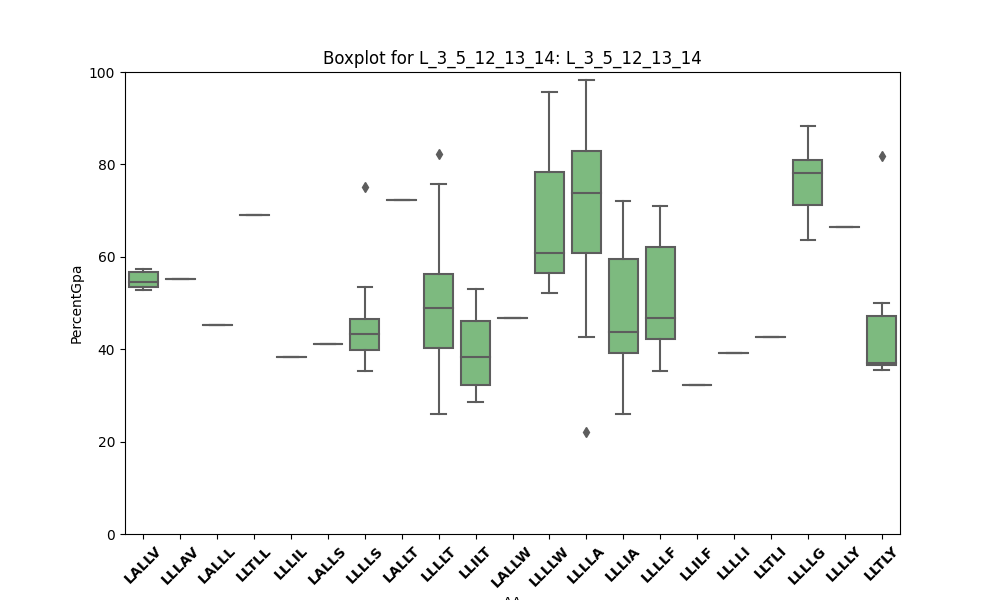 Boxplot for L_3_5_12_13_14: L_3_5_12_13_14
100
80
60
40
20
0
PercentGpa
LALLV LLLAV LALLL LLTLL LLLIL LALLS LLLLS LALLT LLLLT LLILT LALLW LLLLW LLLLA LLLIA LLLLF LLILF LLLLI LLTLI LLLLG LLLLY LLTLY